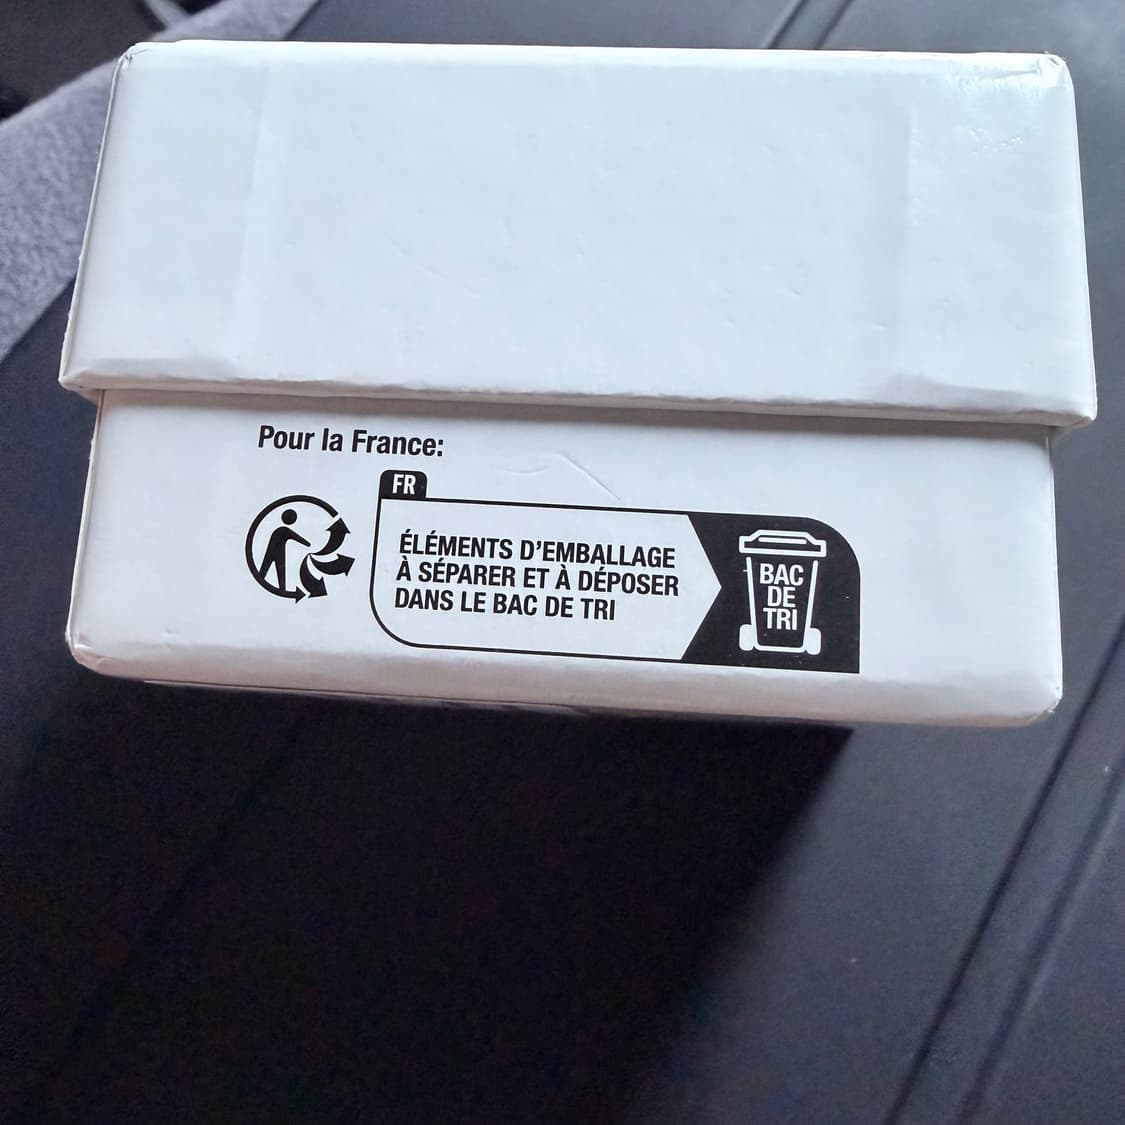 Pour la France:
FR
ÉLÉMENTS D'EMBALLAGE
À SÉPARER ET À DÉPOSER
DANS LE BAC DE TRI
BAC
DE
TRI